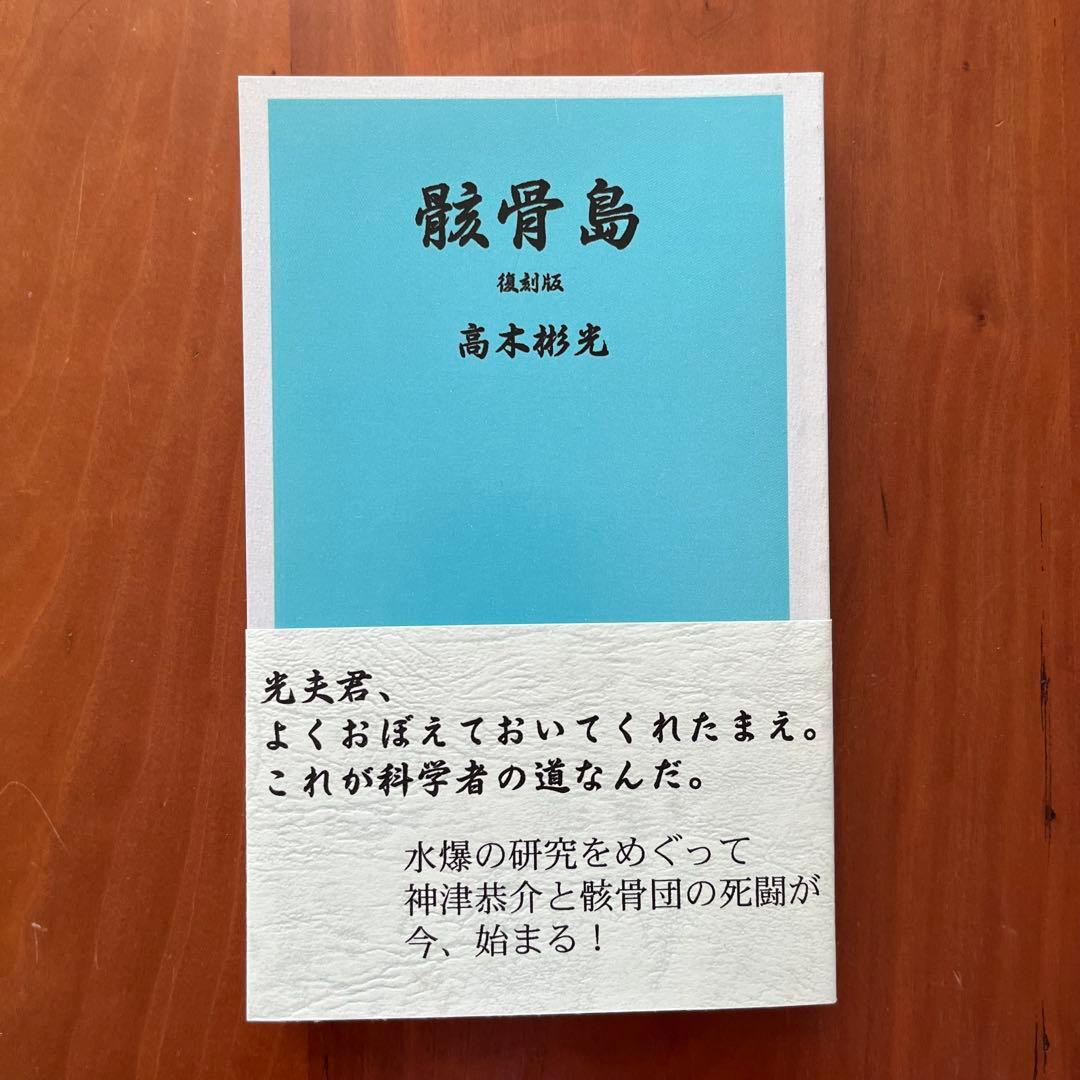 骸骨島
復刻版
高木彬光
光夫君、
よくおぼえておいてくれたまえ。
これが科学者の道なんだ。
水爆の研究をめぐって
神津恭介と骸骨団の死闘が
今、始まる！